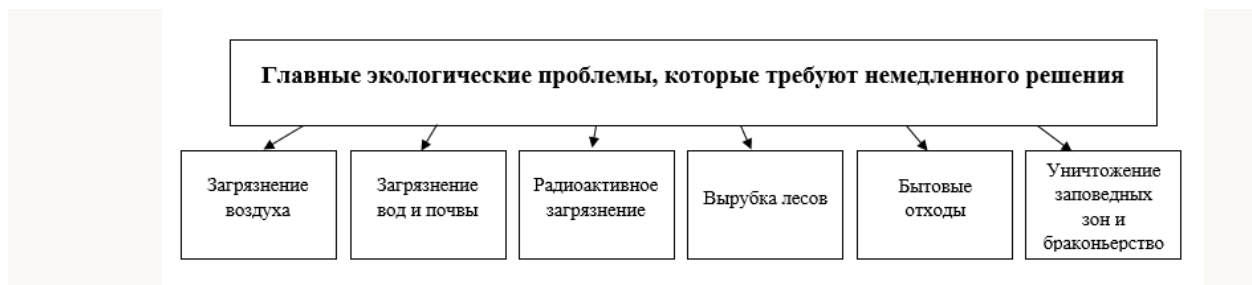 Главные экологические проблемы, которые требуют немедленного решения
Загрязнение
воздуха
Загрязнение
вод и почвы
Радиоактивное
загрязнение
Вырубка лесов
Бытовые
отходы
Уничтожение
заповедных
зон и
браконьерство